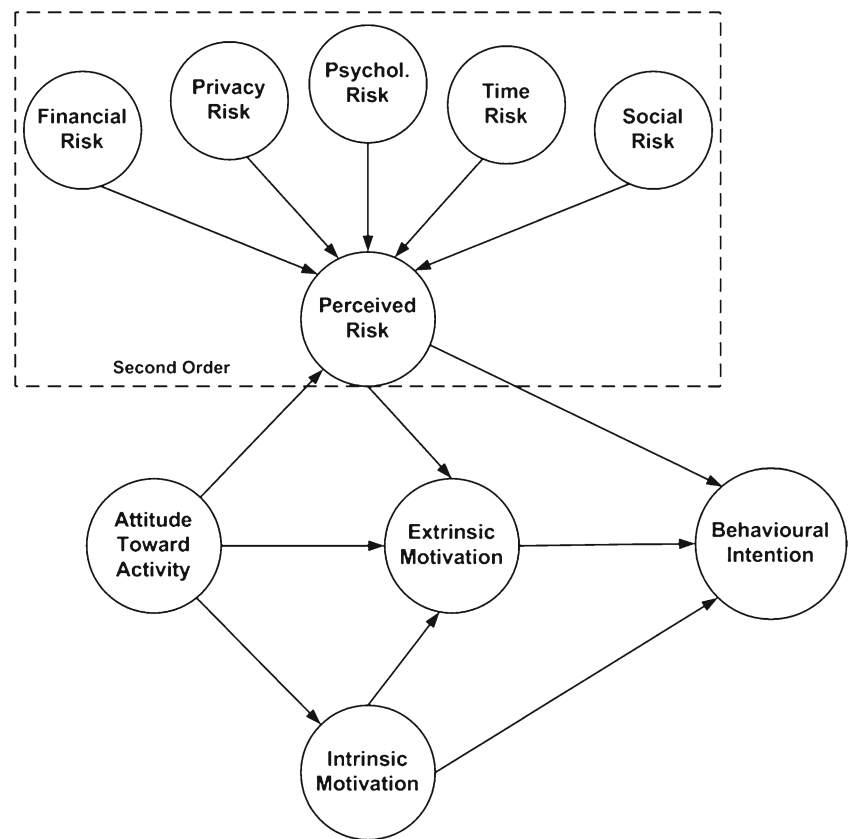 Financial
Risk
Privacy
Risk
Psychol.
Risk
Time
Risk
Social
Risk
Perceived
Risk
Second Order
Attitude
Toward
Activity
Extrinsic
Motivation
Behavioural
Intention
Intrinsic
Motivation